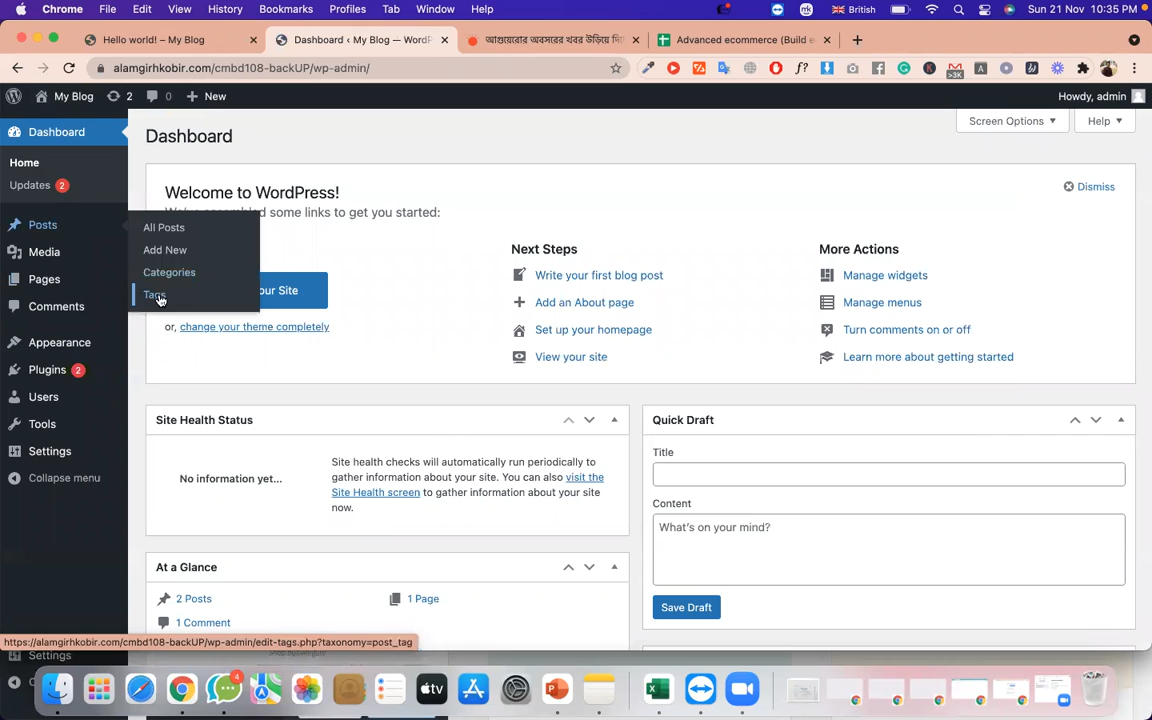 Chrome File Edit View History Bookmarks Profiles Tab Window Help British Sun 21 Nov 10:35 PM
Hello world! – My Blog Dashboard ‹ My Blog — WordP আগুয়েরোর অবসরের খবর উড়িয়ে দি Advanced ecommerce (Build e
alamgirhkobir.com/cmbd108-backUP/wp-admin/
My Blog 2 0 New Howdy, admin
Dashboard
Home
Updates 2
Posts
Media
Pages
Comments
Appearance
Plugins 2
Users
Tools
Settings
Collapse menu
All Posts
Add New
Categories
Tags
Dashboard
Screen Options Help
Welcome to WordPress!
some links to get you started:
Dismiss
our Site
or, change your theme completely
Next Steps
Write your first blog post
Add an About page
Set up your homepage
View your site
More Actions
Manage widgets
Manage menus
Turn comments on or off
Learn more about getting started
Site Health Status
No information yet...
Site health checks will automatically run periodically to
gather information about your site. You can also visit the
Site Health screen to gather information about your site
now.
At a Glance
2 Posts 1 Page
1 Comment
Quick Draft
Title
Content
What's on your mind?
Save Draft
https://alamgirhkobir.com/cmbd108-backUP/wp-admin/edit-tags.php?taxonomy=post_tag
Settings
4
tv